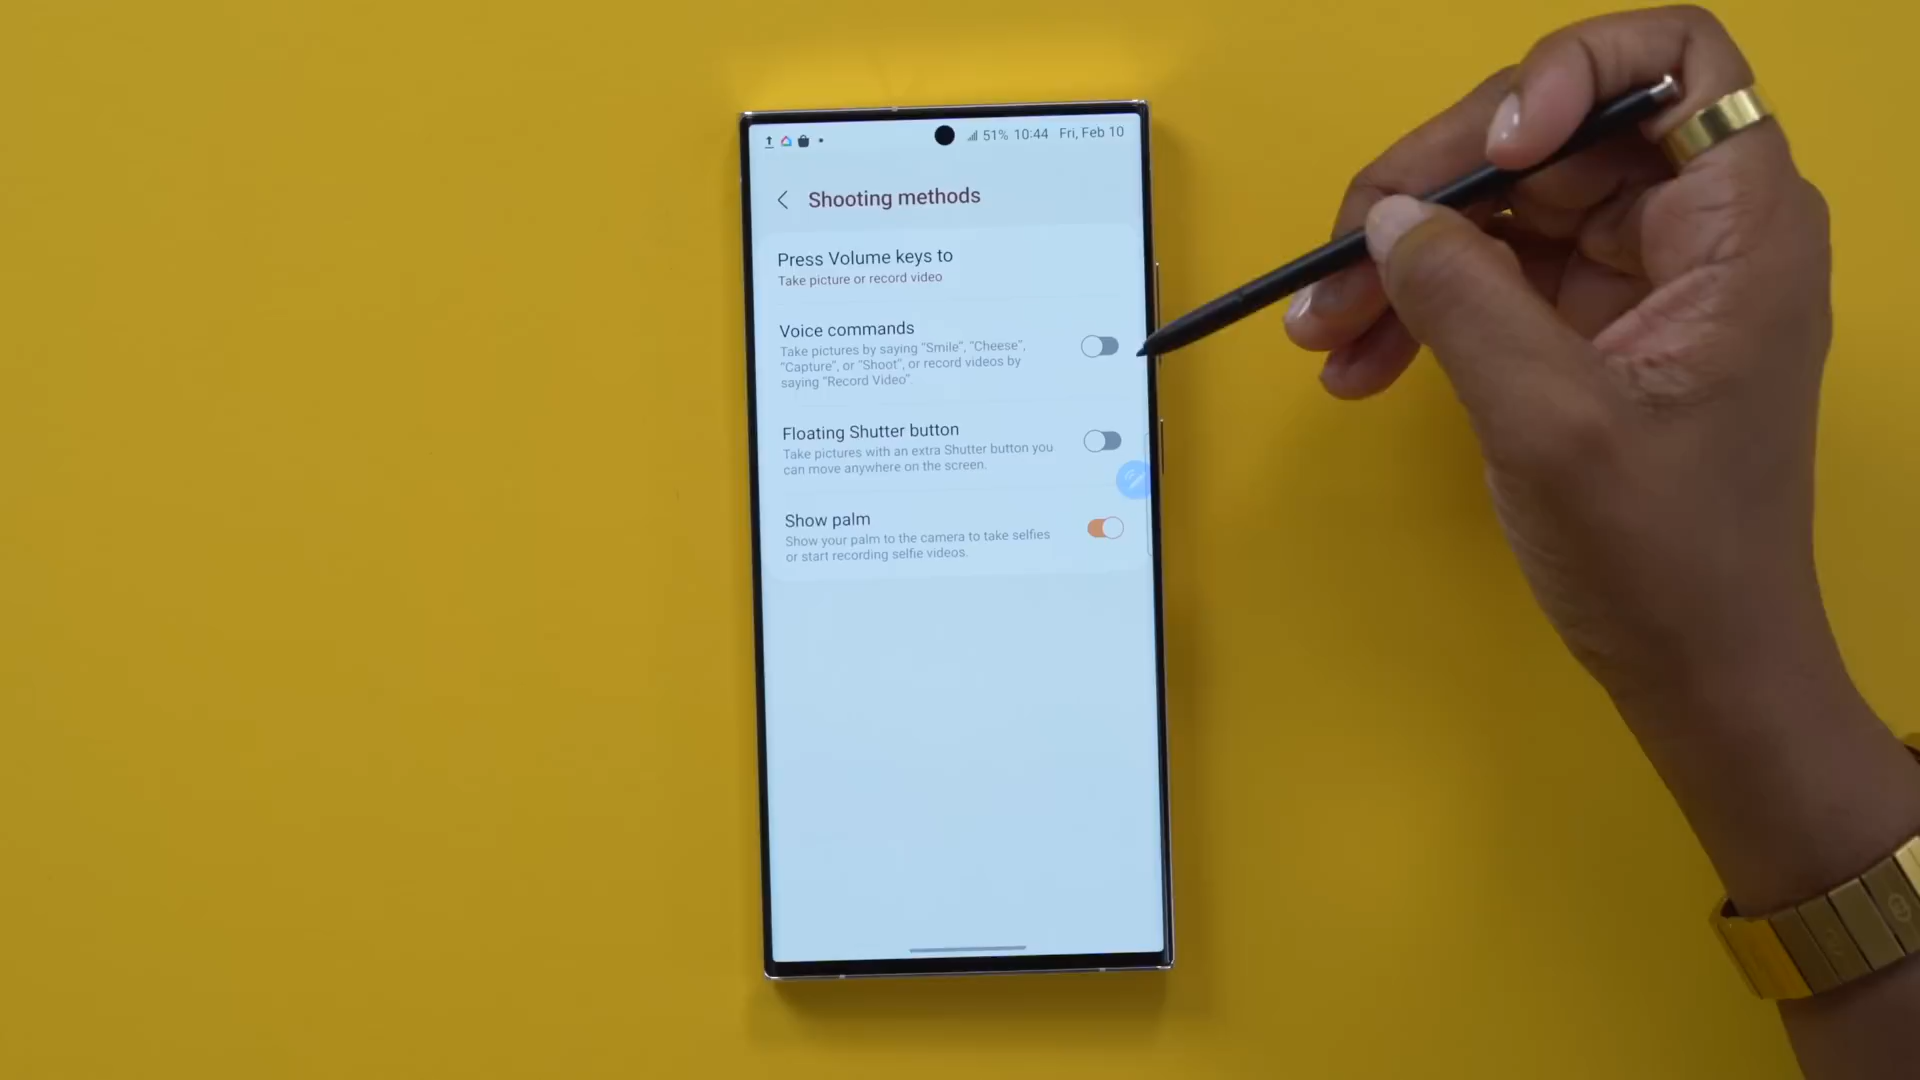 51% 10:44 Fri, Feb 10
Shooting methods
Press Volume keys to
Take picture or record video
Voice commands
Take pictures by saying “Smile”, “Cheese”,
“Capture”, or “Shoot”, or record videos by
saying “Record Video”.
Floating Shutter button
Take pictures with an extra Shutter button you
can move anywhere on the screen.
Show palm
Show your palm to the camera to take selfies
or start recording selfie videos.